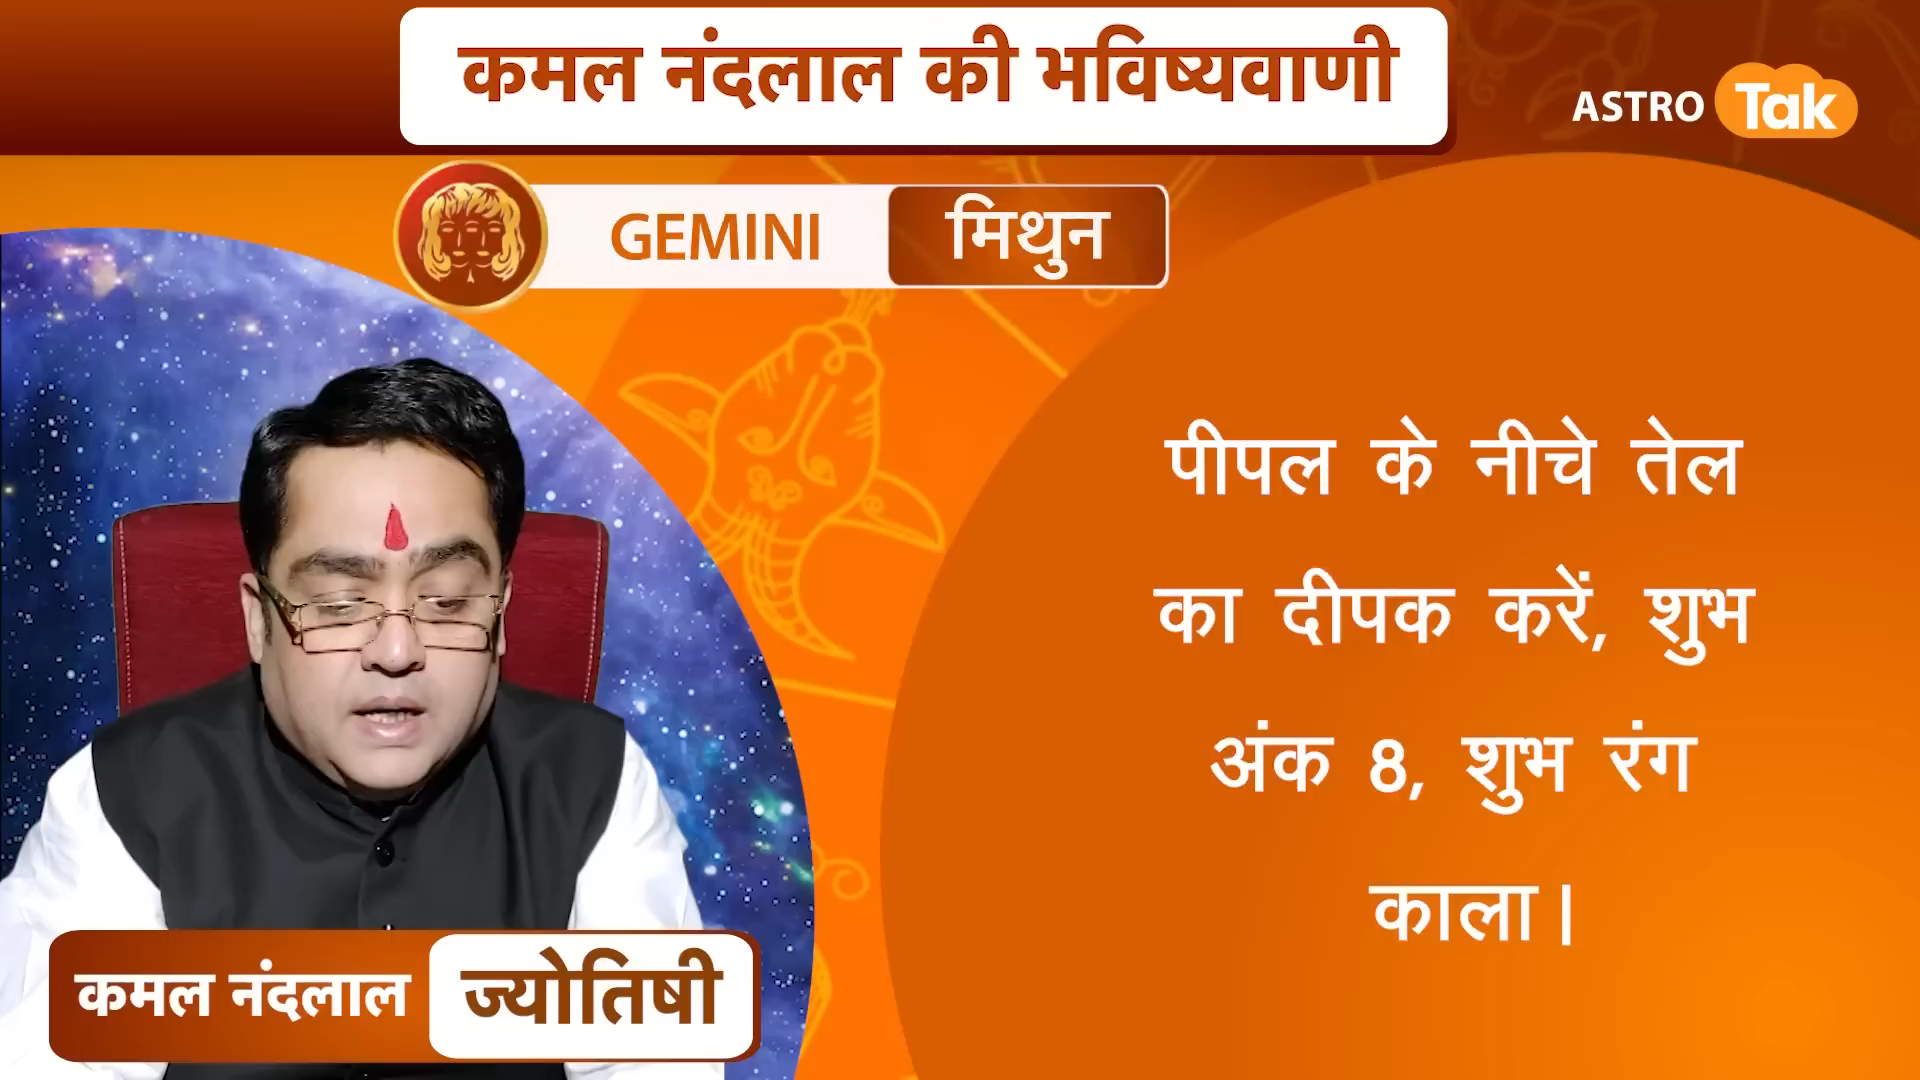 कमल नंदलाल की भविष्यवाणी
ASTRO Tak
GEMINI मिथुन
पीपल के नीचे तेल
का दीपक करें, शुभ
अंक 8, शुभ रंग
काला।
कमल नंदलाल ज्योतिषी